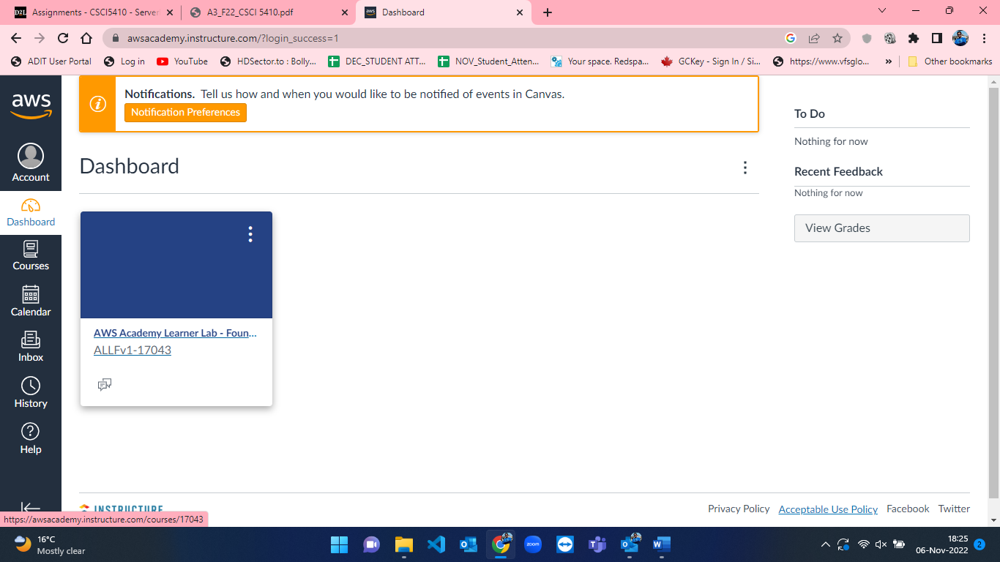 D2L Assignments - CSCI5410 - Server
A3_F22_CSCI 5410.pdf
aws Dashboard
awsacademy.instructure.com/?login_success=1
ADIT User Portal
Log in
YouTube
HDSector.to : Bolly...
DEC_STUDENT ATT...
NOV_Student_Atten...
Your space. Redspa...
GCKey - Sign In / Si...
https://www.vfsglo...
»
Other bookmarks
aws
Account
Dashboard
Courses
Calendar
Inbox
History
Help
Notifications. Tell us how and when you would like to be notified of events in Canvas.
Notification Preferences
Dashboard
AWS Academy Learner Lab - Foun...
ALLFv1-17043
To Do
Nothing for now
Recent Feedback
Nothing for now
View Grades
INSTRUCTURE
Privacy Policy
Acceptable Use Policy
Facebook
Twitter
https://awsacademy.instructure.com/courses/17043
16°C
Mostly clear
zoom
18:25
06-Nov-2022
2